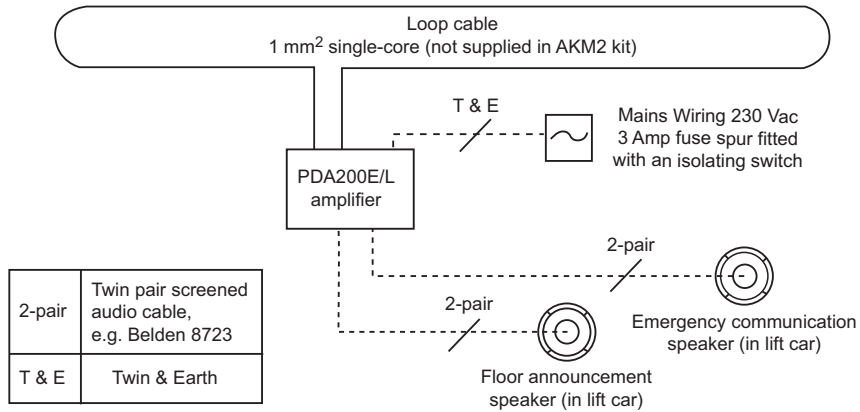 Loop cable
1 mm² single-core (not supplied in AKM2 kit)
T & E
Mains Wiring 230 Vac
3 Amp fuse spur fitted
with an isolating switch
PDA200E/L
amplifier
2-pair
Emergency communication
speaker (in lift car)
2-pair
Floor announcement
speaker (in lift car)
2-pair
Twin pair screened
audio cable,
e.g. Belden 8723
T & E
Twin & Earth